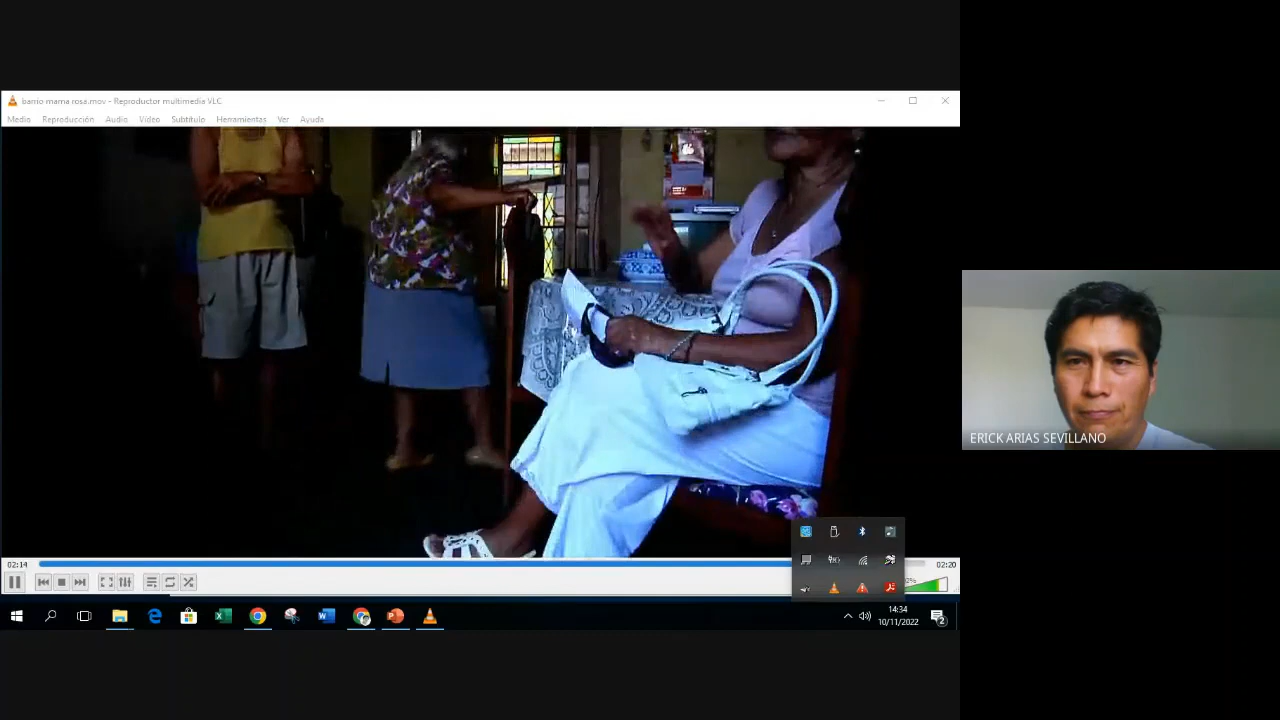 barrio mama rosa.mov - Reproductor multimedia VLC
Medio Reproducción Audio Vídeo Subtítulo Herramientas Ver Ayuda
ERICK ARIAS SEVILLANO
02:14
02:20
14:34
10/11/2022
2